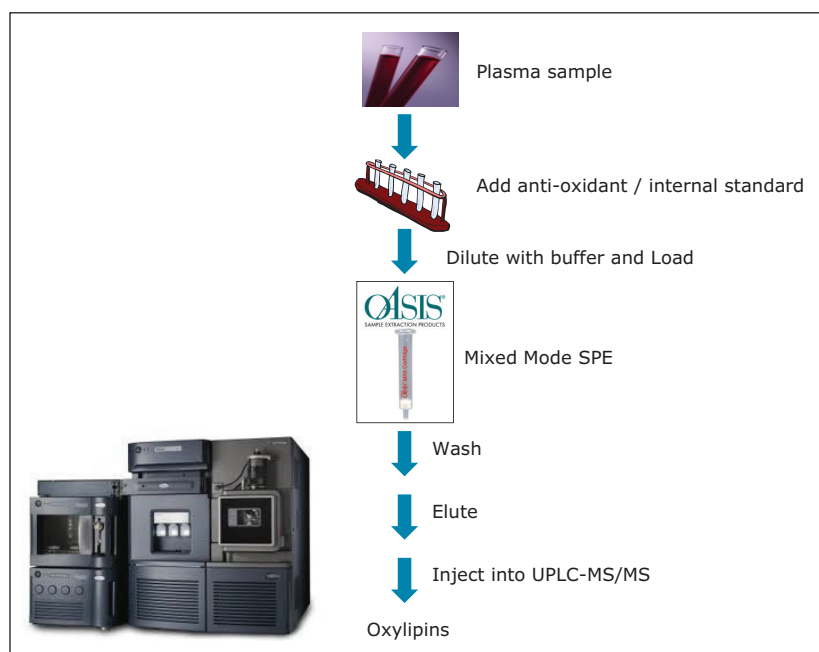 Plasma sample
Add anti-oxidant / internal standard
Dilute with buffer and Load
OASIS®
SAMPLE EXTRACTION PRODUCTS
Mixed Mode SPE
Wash
Elute
Inject into UPLC-MS/MS
Oxylipins